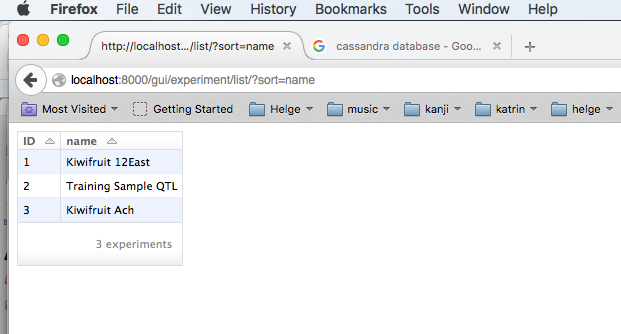 Firefox File Edit View History Bookmarks Tools Window Help
http://localhost.../list/?sort=name cassandra database - Goo...
localhost:8000/gui/experiment/list/?sort=name
Most Visited Getting Started Helge music kanji katrin helge
ID name
1 Kiwifruit 12East
2 Training Sample QTL
3 Kiwifruit Ach
3 experiments